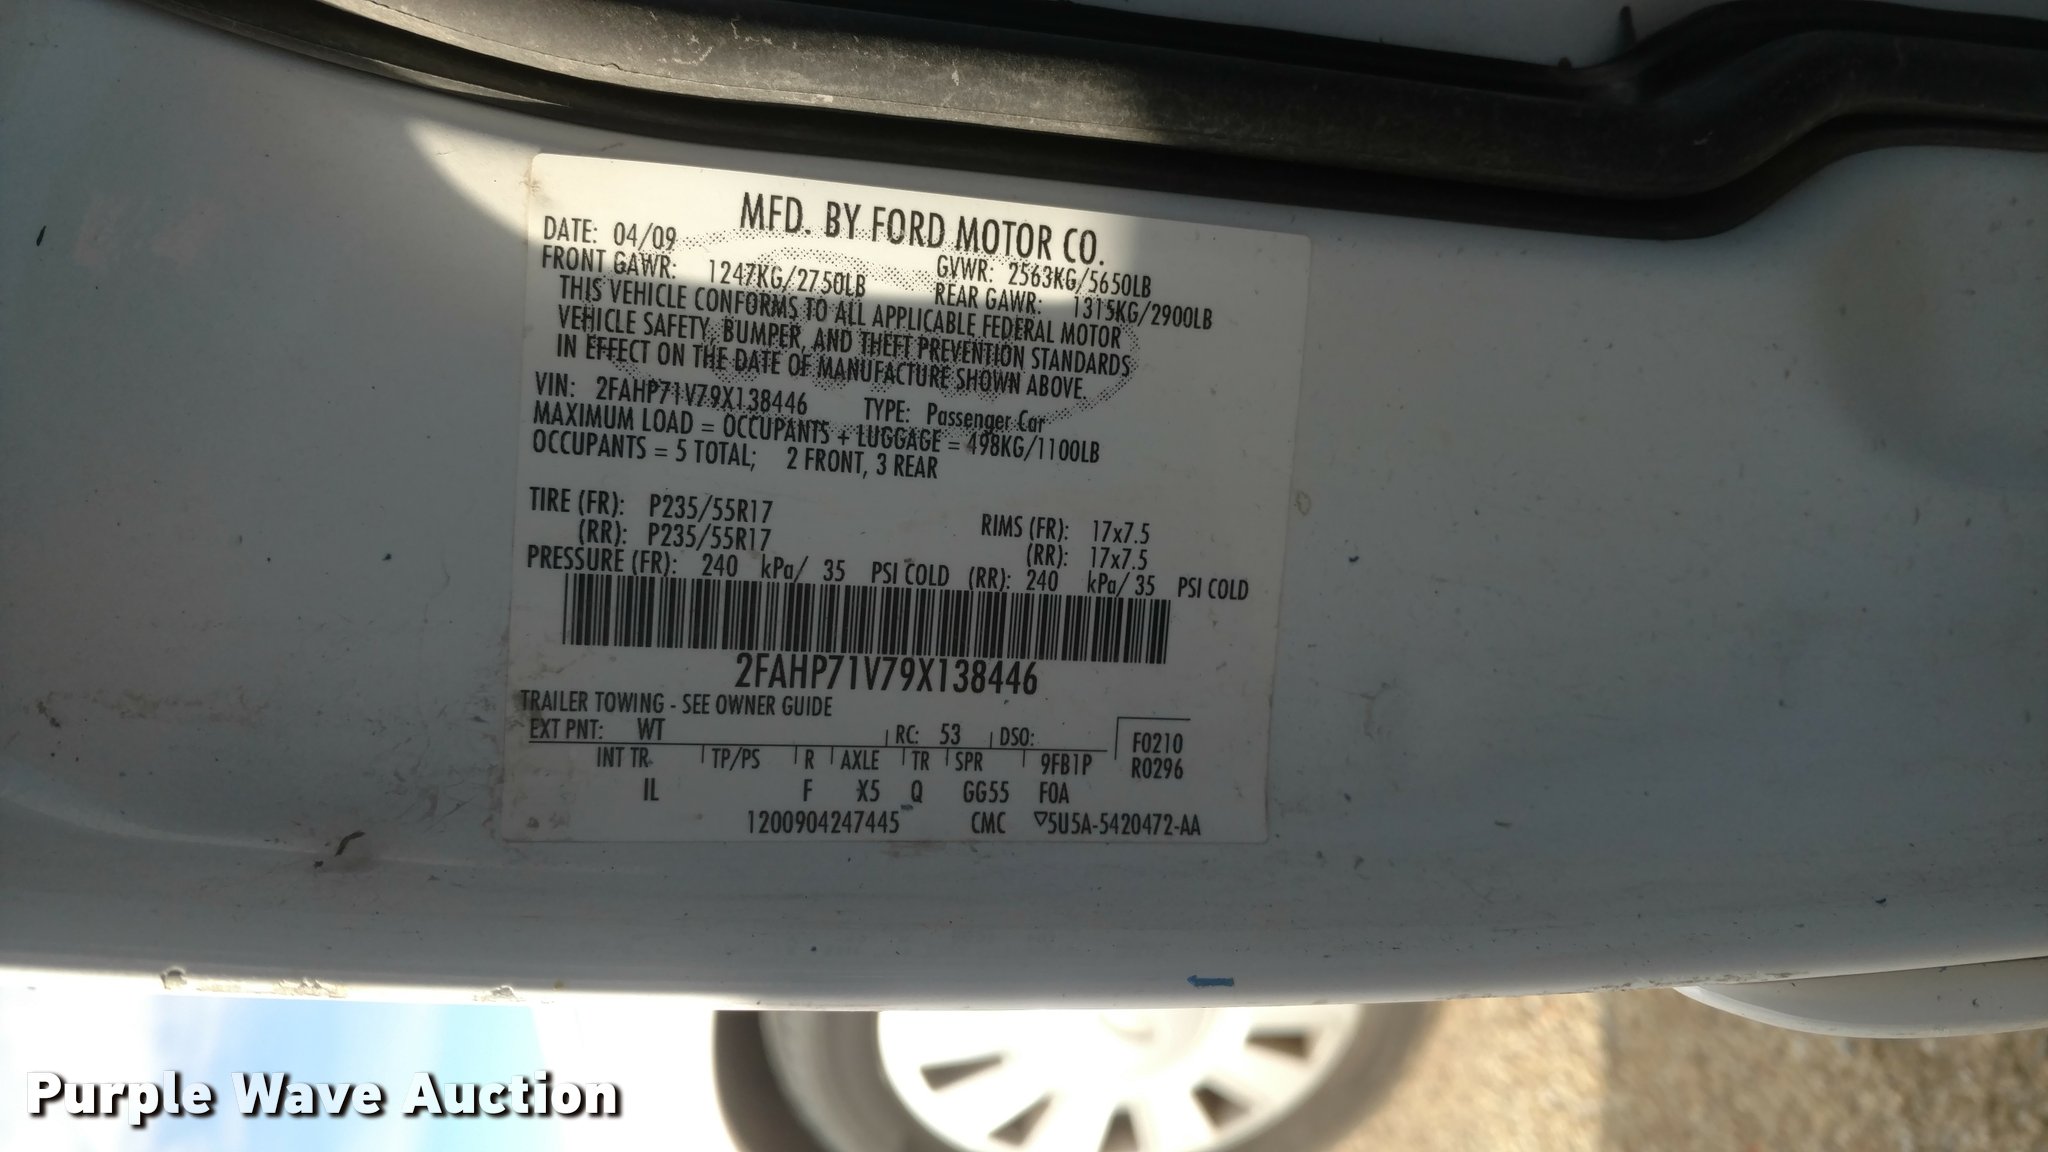 MFD. BY FORD MOTOR CO.
DATE: 04/09 GVWR: 2563KG/5650LB
FRONT GAWR: 1247KG/2750LB REAR GAWR: 1315KG/2900LB
THIS VEHICLE CONFORMS TO ALL APPLICABLE FEDERAL MOTOR
VEHICLE SAFETY, BUMPER, AND THEFT PREVENTION STANDARDS
IN EFFECT ON THE DATE OF MANUFACTURE SHOWN ABOVE.
VIN: 2FAHP71V79X138446 TYPE: Passenger Car
MAXIMUM LOAD = OCCUPANTS + LUGGAGE = 498KG/1100LB
OCCUPANTS = 5 TOTAL; 2 FRONT, 3 REAR
TIRE (FR): P235/55R17 RIMS (FR): 17x7.5
(RR): P235/55R17 (RR): 17x7.5
PRESSURE (FR): 240 kPa/ 35 PSI COLD (RR): 240 kPa/ 35 PSI COLD
2FAHP71V79X138446
TRAILER TOWING - SEE OWNER GUIDE
EXT PNT: WT RC: 53 DSO: F0210
INT TR TP/PS R AXLE TR SPR 9FB1P R0296
IL F X5 Q GG55 F0A
1200904247445 CMC ▽5U5A-5420472-AA
Purple Wave Auction